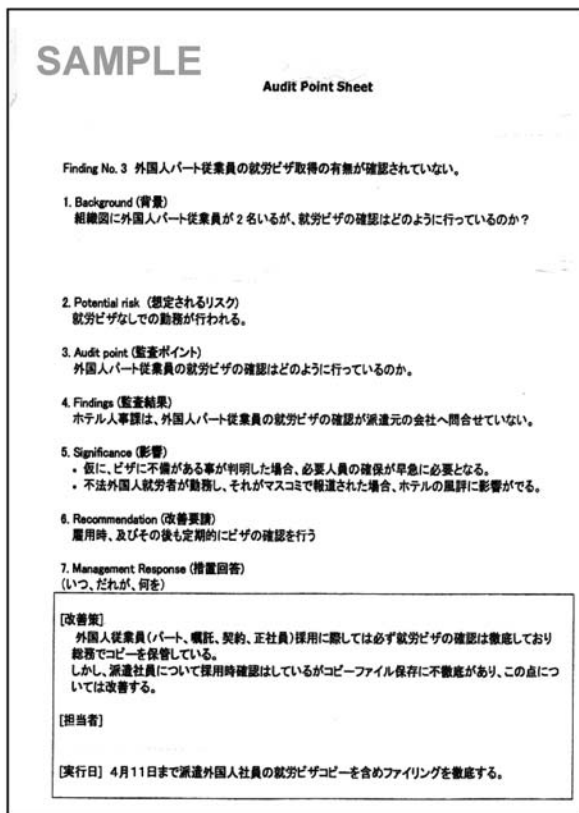 SAMPLE
Audit Point Sheet
Finding No. 3 外国人パート従業員の就労ビザ取得の有無が確認されていない。
1. Background (背景)
組織図に外国人パート従業員が2名いるが、就労ビザの確認はどのように行っているのか？
2. Potential risk (想定されるリスク)
就労ビザなしでの勤務が行われる。
3. Audit point (監査ポイント)
外国人パート従業員の就労ビザの確認はどのように行っているのか。
4. Findings (監査結果)
ホテル人事課は、外国人パート従業員の就労ビザの確認が派遣元の会社へ問合せていない。
5. Significance (影響)
・ 仮に、ビザに不備がある事が判明した場合、必要人員の確保が早急に必要となる。
・ 不法外国人就労者が勤務し、それがマスコミで報道された場合、ホテルの風評に影響がでる。
6. Recommendation (改善要請)
雇用時、及びその後も定期的にビザの確認を行う
7. Management Response (措置回答)
(いつ、だれが、何を)
[改善策]
外国人従業員(パート、嘱託、契約、正社員)採用に際しては必ず就労ビザの確認は徹底しており
総務でコピーを保管している。
しかし、派遣社員について採用時確認はしているがコピーファイル保存に不徹底があり、この点につ
いては改善する。
[担当者]
[実行日] 4月11日まで派遣外国人社員の就労ビザコピーを含めファイリングを徹底する。